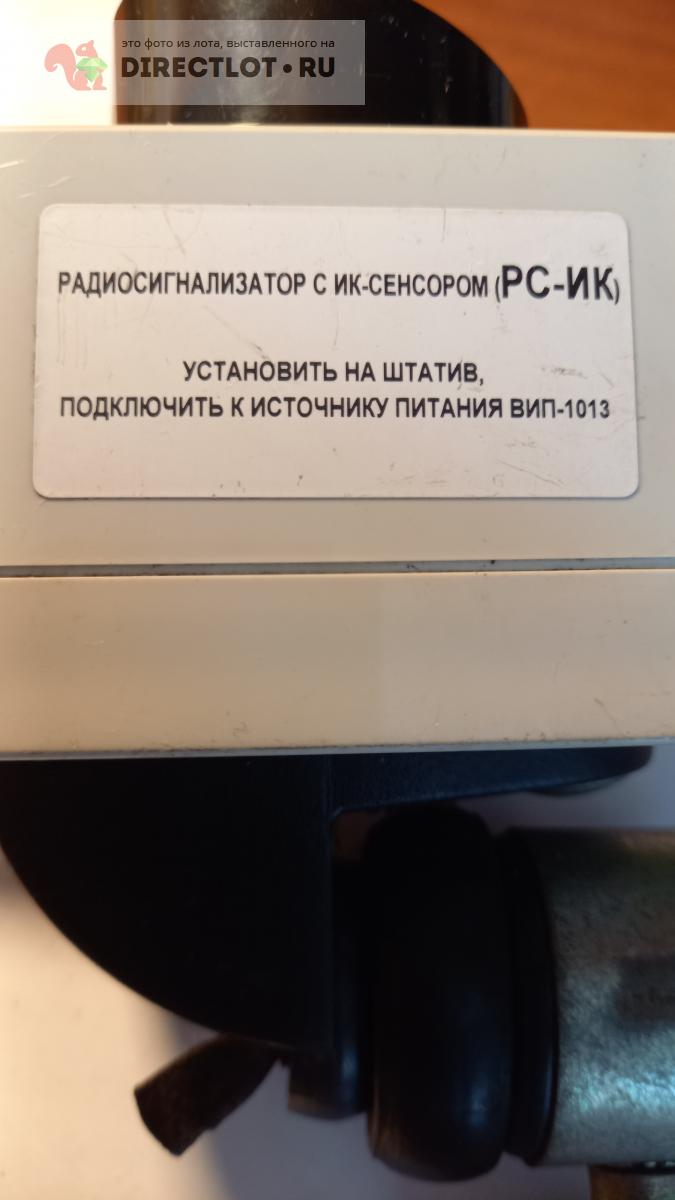 это фото из лота, выставленного на
DIRECTLOT•RU
РАДИОСИГНАЛИЗАТОР С ИК-СЕНСОРОМ (РС-ИК)
УСТАНОВИТЬ НА ШТАТИВ,
ПОДКЛЮЧИТЬ К ИСТОЧНИКУ ПИТАНИЯ ВИП-1013